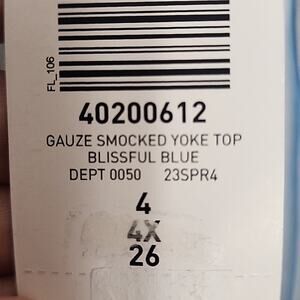 FL_106
40200612
GAUZE SMOCKED YOKE TOP
BLISSFUL BLUE
DEPT 0050 23SPR4
4
4X
26